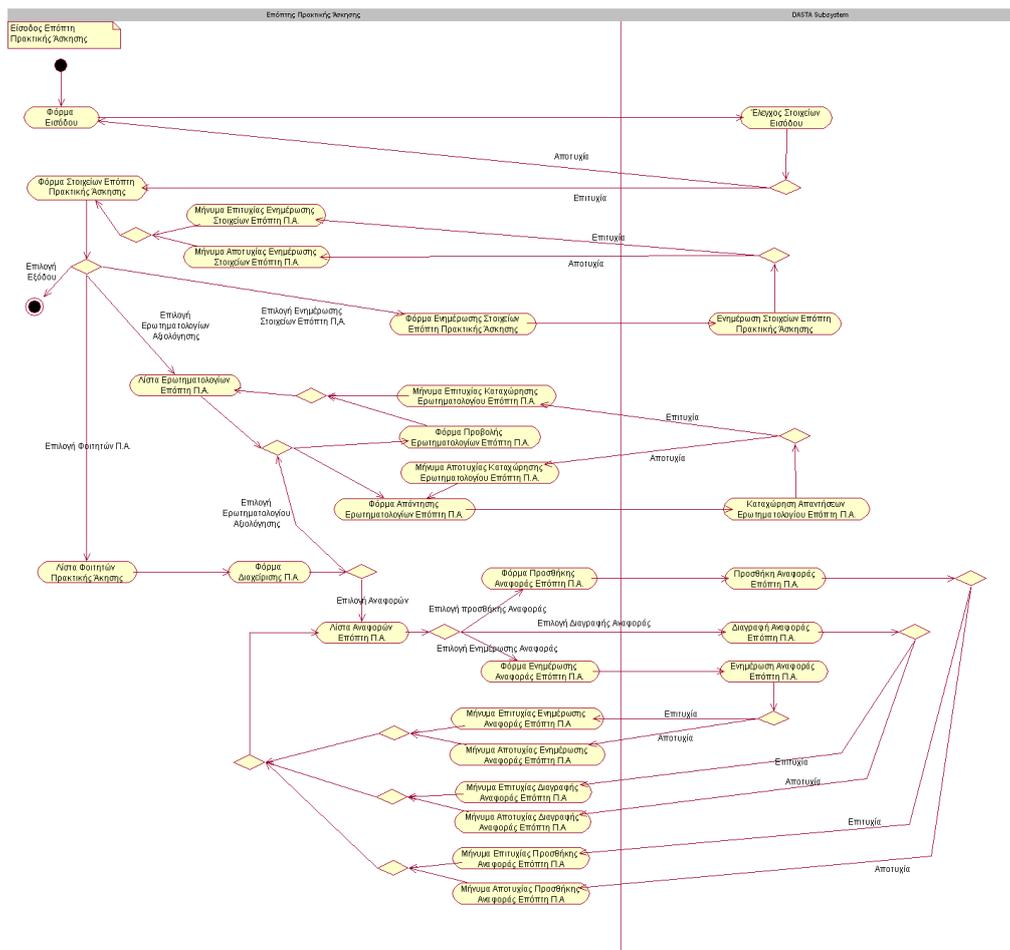 Επόπτης Πρακτικής Άσκησης
DASTA Subsystem
Είσοδος Επόπτη
Πρακτικής Άσκησης
Φόρμα
Εισόδου
Έλεγχος Στοιχείων
Εισόδου
Αποτυχία
Φόρμα Στοιχείων Επόπτη
Πρακτικής Άσκησης
Επιτυχία
Μήνυμα Επιτυχίας Ενημέρωσης
Στοιχείων Επόπτη Π.Α.
Επιτυχία
Μήνυμα Αποτυχίας Ενημέρωσης
Στοιχείων Επόπτη Π.Α.
Αποτυχία
Επιλογή
Εξόδου
Επιλογή
Ερωτηματολογίων
Αξιολόγησης
Επιλογή Ενημέρωσης
Στοιχείων Επόπτη Π.Α.
Φόρμα Ενημέρωσης Στοιχείων
Επόπτη Πρακτικής Άσκησης
Ενημέρωση Στοιχείων Επόπτη
Πρακτικής Άσκησης
Λίστα Ερωτηματολογίων
Επόπτη Π.Α.
Μήνυμα Επιτυχίας Καταχώρησης
Ερωτηματολογίου Επόπτη Π.Α.
Επιτυχία
Επιλογή Φοιτητών Π.Α.
Φόρμα Προβολής
Ερωτηματολογίων Επόπτη Π.Α.
Αποτυχία
Μήνυμα Αποτυχίας Καταχώρησης
Ερωτηματολογίου Επόπτη Π.Α.
Επιλογή
Ερωτηματολογίου
Αξιολόγησης
Φόρμα Απάντησης
Ερωτηματολογίων Επόπτη Π.Α.
Καταχώρηση Απαντήσεων
Ερωτηματολογίου Επόπτη Π.Α.
Λίστα Φοιτητών
Πρακτικής Άκησης
Φόρμα
Διαχείρισης Π.Α.
Φόρμα Προσθήκης
Αναφοράς Επόπτη Π.Α.
Προσθήκη Αναφοράς
Επόπτη Π.Α.
Επιλογή Αναφορών
Επιλογή προσθήκης Αναφοράς
Λίστα Αναφορών
Επόπτη Π.Α.
Επιλογή Διαγραφής Αναφοράς
Διαγραφή Αναφοράς
Επόπτη Π.Α.
Επιλογή Ενημέρωσης Αναφοράς
Φόρμα Ενημέρωσης
Αναφοράς Επόπτη Π.Α.
Ενημέρωση Αναφοράς
Επόπτη Π.Α.
Μήνυμα Επιτυχίας Ενημέρωσης
Αναφοράς Επόπτη Π.Α
Επιτυχία
Αποτυχία
Μήνυμα Αποτυχίας Ενημέρωσης
Αναφοράς Επόπτη Π.Α
Επιτυχία
Μήνυμα Επιτυχίας Διαγραφής
Αναφοράς Επόπτη Π.Α
Αποτυχία
Μήνυμα Αποτυχίας Διαγραφής
Αναφοράς Επόπτη Π.Α
Επιτυχία
Μήνυμα Επιτυχίας Προσθήκης
Αναφοράς Επόπτη Π.Α
Αποτυχία
Μήνυμα Αποτυχίας Προσθήκης
Αναφοράς Επόπτη Π.Α